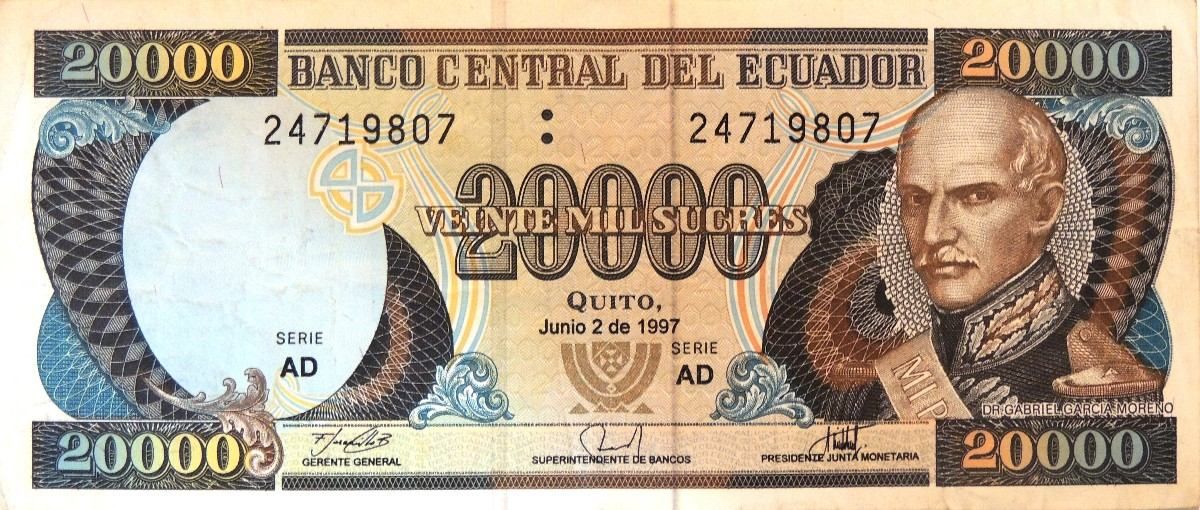 20000 BANCO CENTRAL DEL ECUADOR 20000
24719807 : 24719807
20000
VEINTE MIL SUCRES
QUITO,
Junio 2 de 1997
SERIE
AD
SERIE
AD
MI P
DR. GABRIEL GARCIA MORENO
GERENTE GENERAL
SUPERINTENDENTE DE BANCOS
PRESIDENTE JUNTA MONETARIA
20000 20000